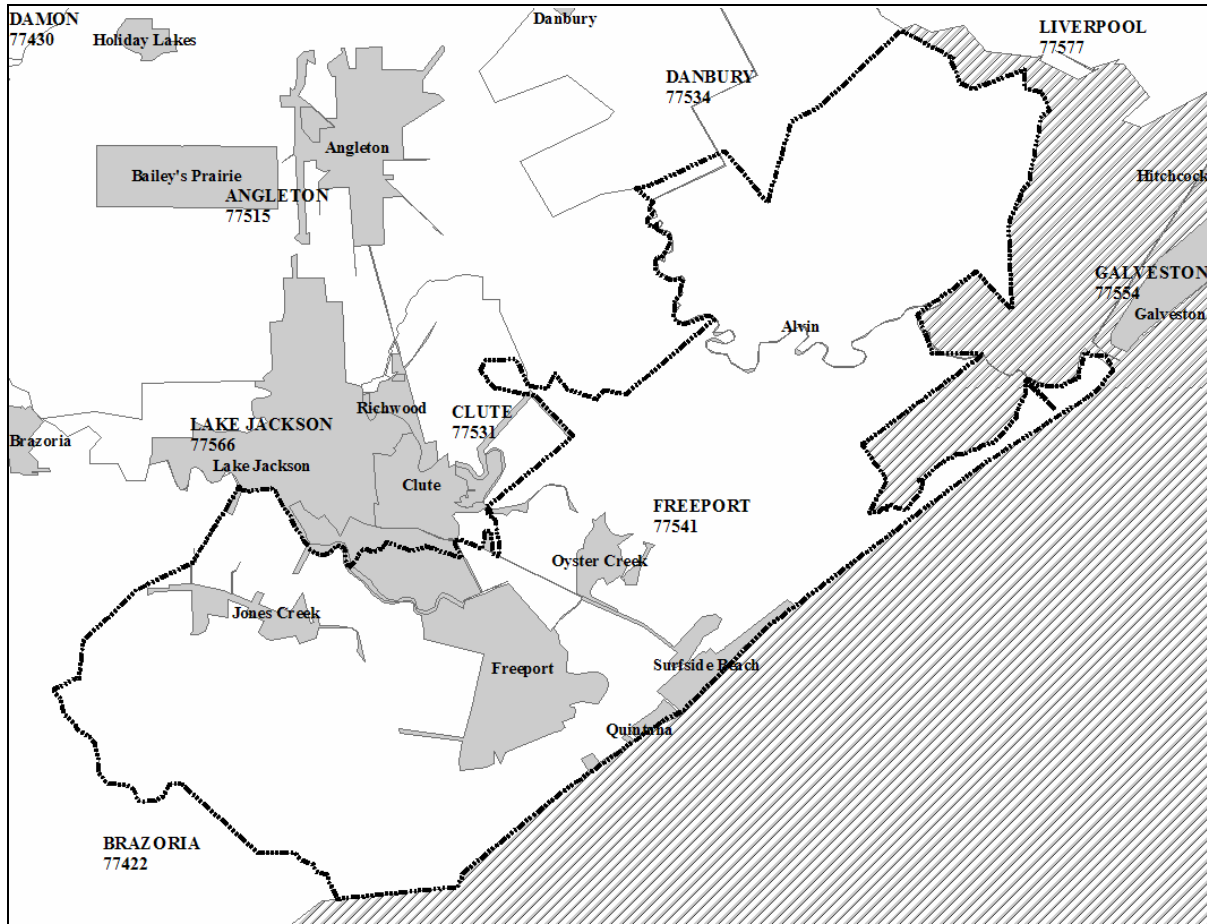 DAMON
77430
Holiday Lakes
Danbury
LIVERPOOL
77577
DANBURY
77534
Angleton
Bailey's Prairie
ANGLETON
77515
Hitchcock
GALVESTON
77554
Galveston
Alvin
Richwood
CLUTE
77531
LAKE JACKSON
77566
Brazoria
Lake Jackson
Clute
FREEPORT
77541
Oyster Creek
Jones Creek
Freeport
Surfside Beach
Quintana
BRAZORIA
77422